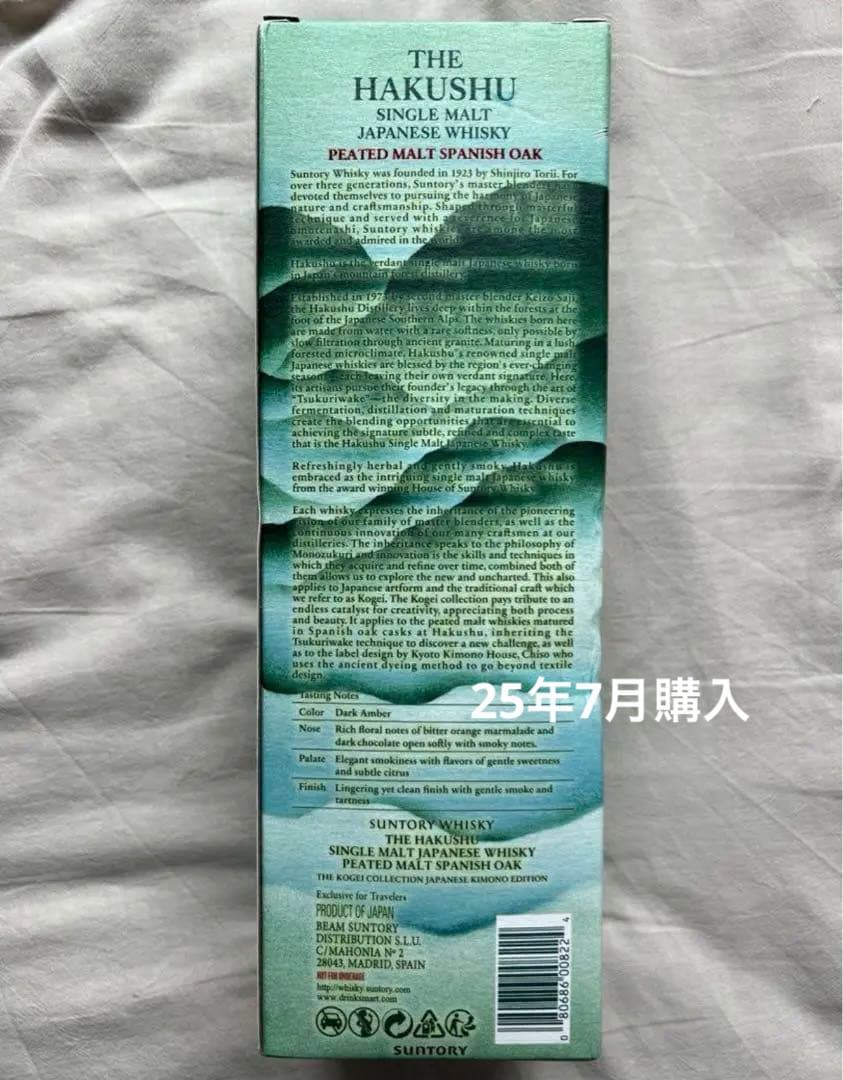 THE
HAKUSHU
SINGLE MALT
JAPANESE WHISKY
PEATED MALT SPANISH OAK
Suntory Whisky was founded in 1923 by Shinjiro Torii. For
over three generations, Suntory's master blenders have
devoted themselves to pursuing the harmony of Japanese
nature and craftsmanship. Shaped through masterful
technique and served with a reverence for Japanese
omotenashi, Suntory whiskies are among the most
awarded and admired in the world.
Hakushu is the verdant single malt Japanese whisky born
in Japan's mountain forest distillery.
Established in 1973 by second master blender Keizo Saji,
the Hakushu Distillery lives deep within the forests at the
foot of the Japanese Southern Alps. The whiskies born here
are made from water with a rare softness, only possible by
slow filtration through ancient granite. Maturing in a lush
forested microclimate, Hakushu's renowned single malt
Japanese whiskies are blessed by the region's ever-changing
seasons, each leaving their own verdant signature. Here,
its artisans pursue their founder's legacy through the art of
"Tsukuriwake"—the diversity in the making. Diverse
fermentation, distillation and maturation techniques
create the blending opportunities that are essential to
achieving the signature subtle, refined and complex taste
that is the Hakushu Single Malt Japanese Whisky.
Refreshingly herbal and gently smoky, Hakushu is
embraced as the intriguing single malt Japanese whisky
from the award winning House of Suntory Whisky.
Each whisky expresses the inheritance of the pioneering
vision of our family of master blenders, as well as the
continuous innovation of our many craftsmen at our
distilleries. The inheritance speaks to the philosophy of
Monozukuri and innovation is the skills and techniques in
which they acquire and refine over time, combined both of
them allows us to explore the new and uncharted. This also
applies to Japanese artform and the traditional craft which
we refer to as Kogei. The Kogei collection pays tribute to an
endless catalyst for creativity, appreciating both process
and beauty. It applies to the peated malt whiskies matured
in Spanish oak casks at Hakushu, inheriting the
Tsukuriwake technique to discover a new challenge, as well
as to the label design by Kyoto Kimono House, Chiso who
uses the ancient dyeing method to go beyond textile
design.
25年7月購入
Tasting Notes
Color Dark Amber
Nose Rich floral notes of bitter orange marmalade and
dark chocolate open softly with smoky notes.
Palate Elegant smokiness with flavors of gentle sweetness
and subtle citrus
Finish Lingering yet clean finish with gentle smoke and
tartness
SUNTORY WHISKY
THE HAKUSHU
SINGLE MALT JAPANESE WHISKY
PEATED MALT SPANISH OAK
THE KOGEI COLLECTION JAPANESE KIMONO EDITION
Exclusive for Travelers
PRODUCT OF JAPAN
BEAM SUNTORY
DISTRIBUTION S.L.U.
C/MAHONIA Nº 2
28043, MADRID, SPAIN
NOT FOR UNDERAGE
http://whisky.suntory.com
www.drinksmart.com
0 80686 00822 4
SUNTORY